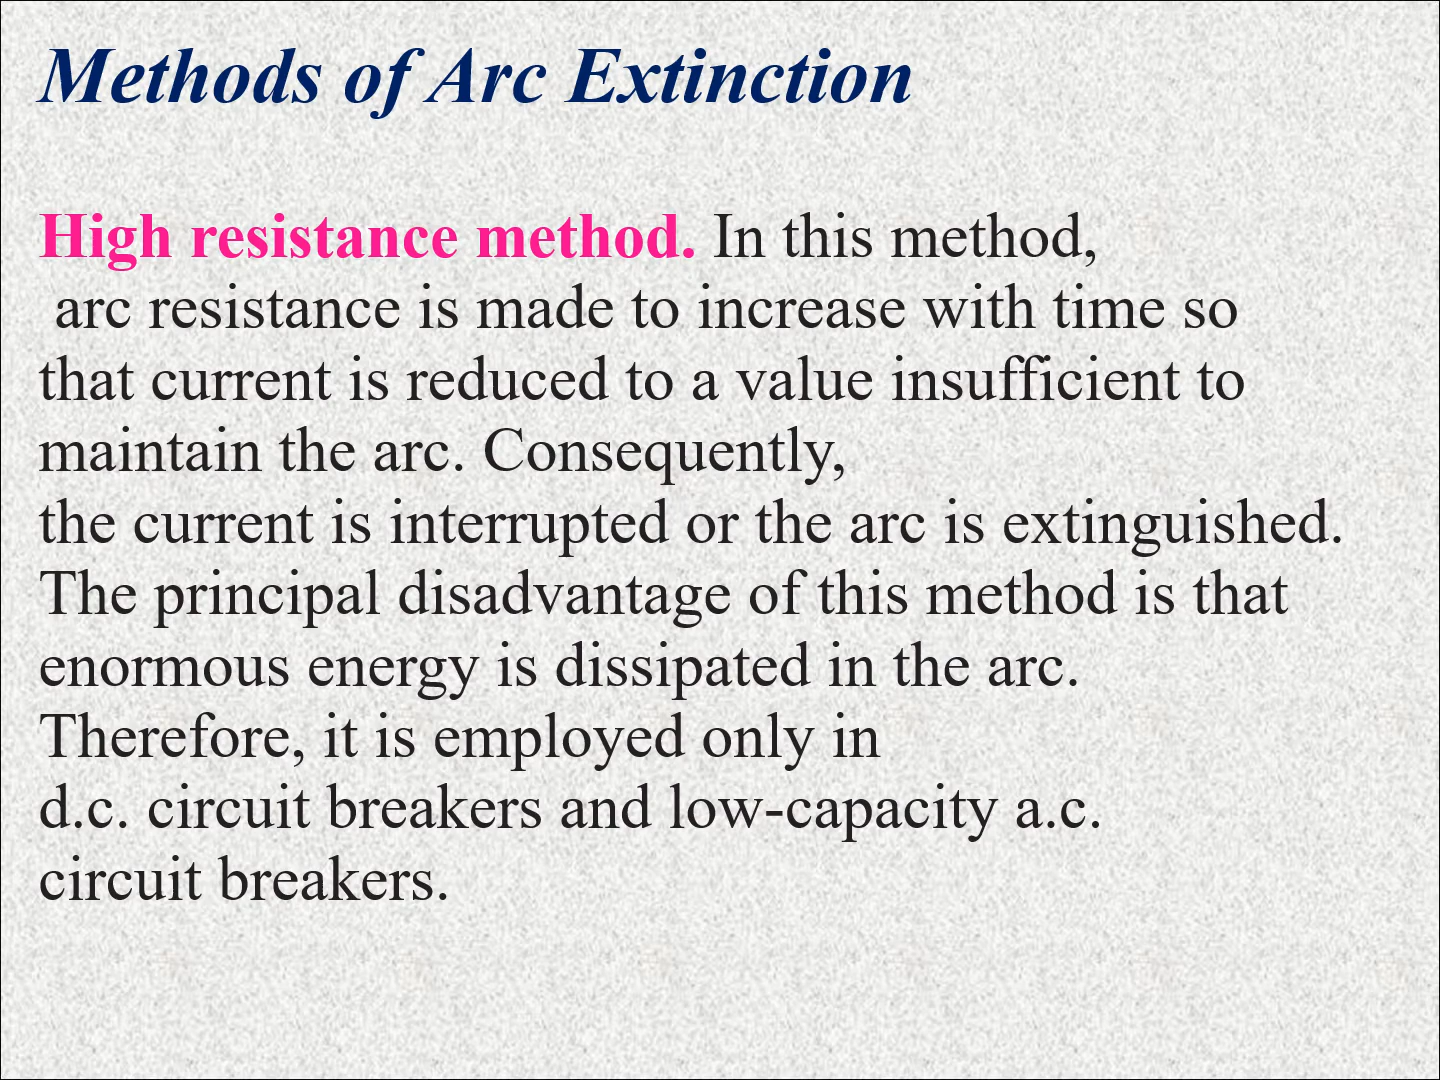 Methods of Arc Extinction
High resistance method. In this method,
arc resistance is made to increase with time so
that current is reduced to a value insufficient to
maintain the arc. Consequently,
the current is interrupted or the arc is extinguished.
The principal disadvantage of this method is that
enormous energy is dissipated in the arc.
Therefore, it is employed only in
d.c. circuit breakers and low-capacity a.c.
circuit breakers.